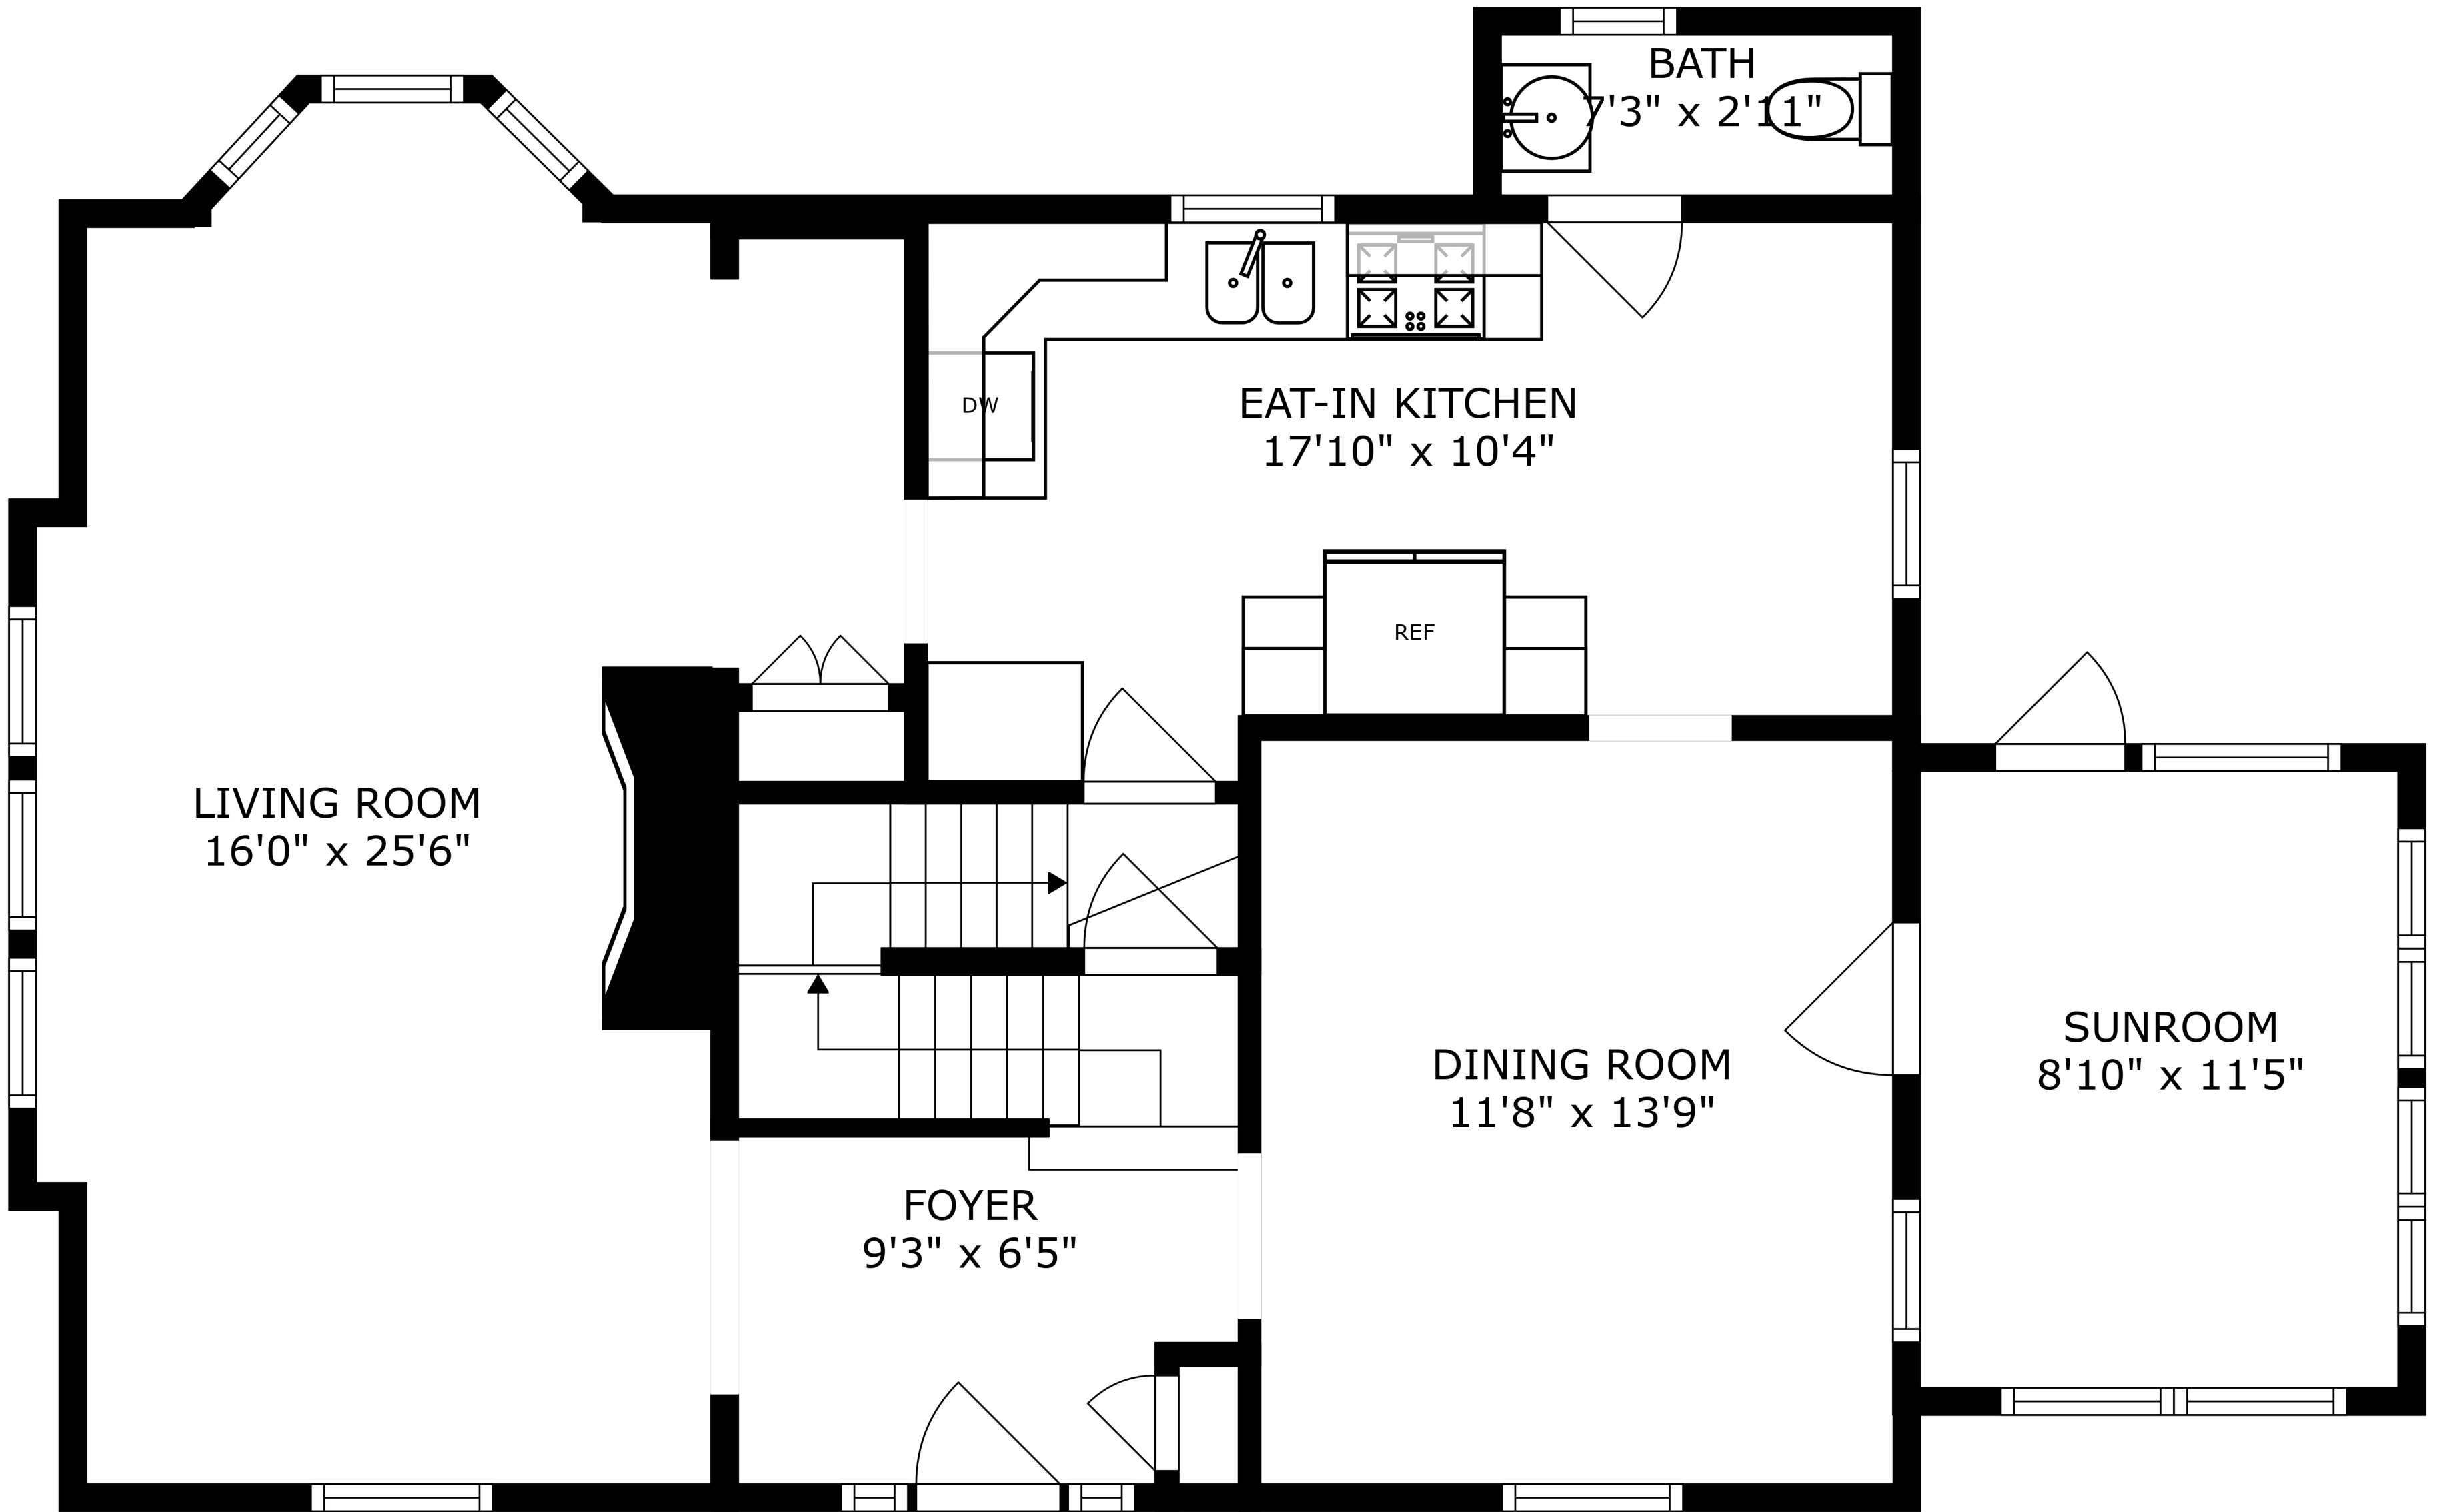 BATH
7'3" x 2'11"
EAT-IN KITCHEN
17'10" x 10'4"
DW
REF
LIVING ROOM
16'0" x 25'6"
SUNROOM
8'10" x 11'5"
DINING ROOM
11'8" x 13'9"
FOYER
9'3" x 6'5"